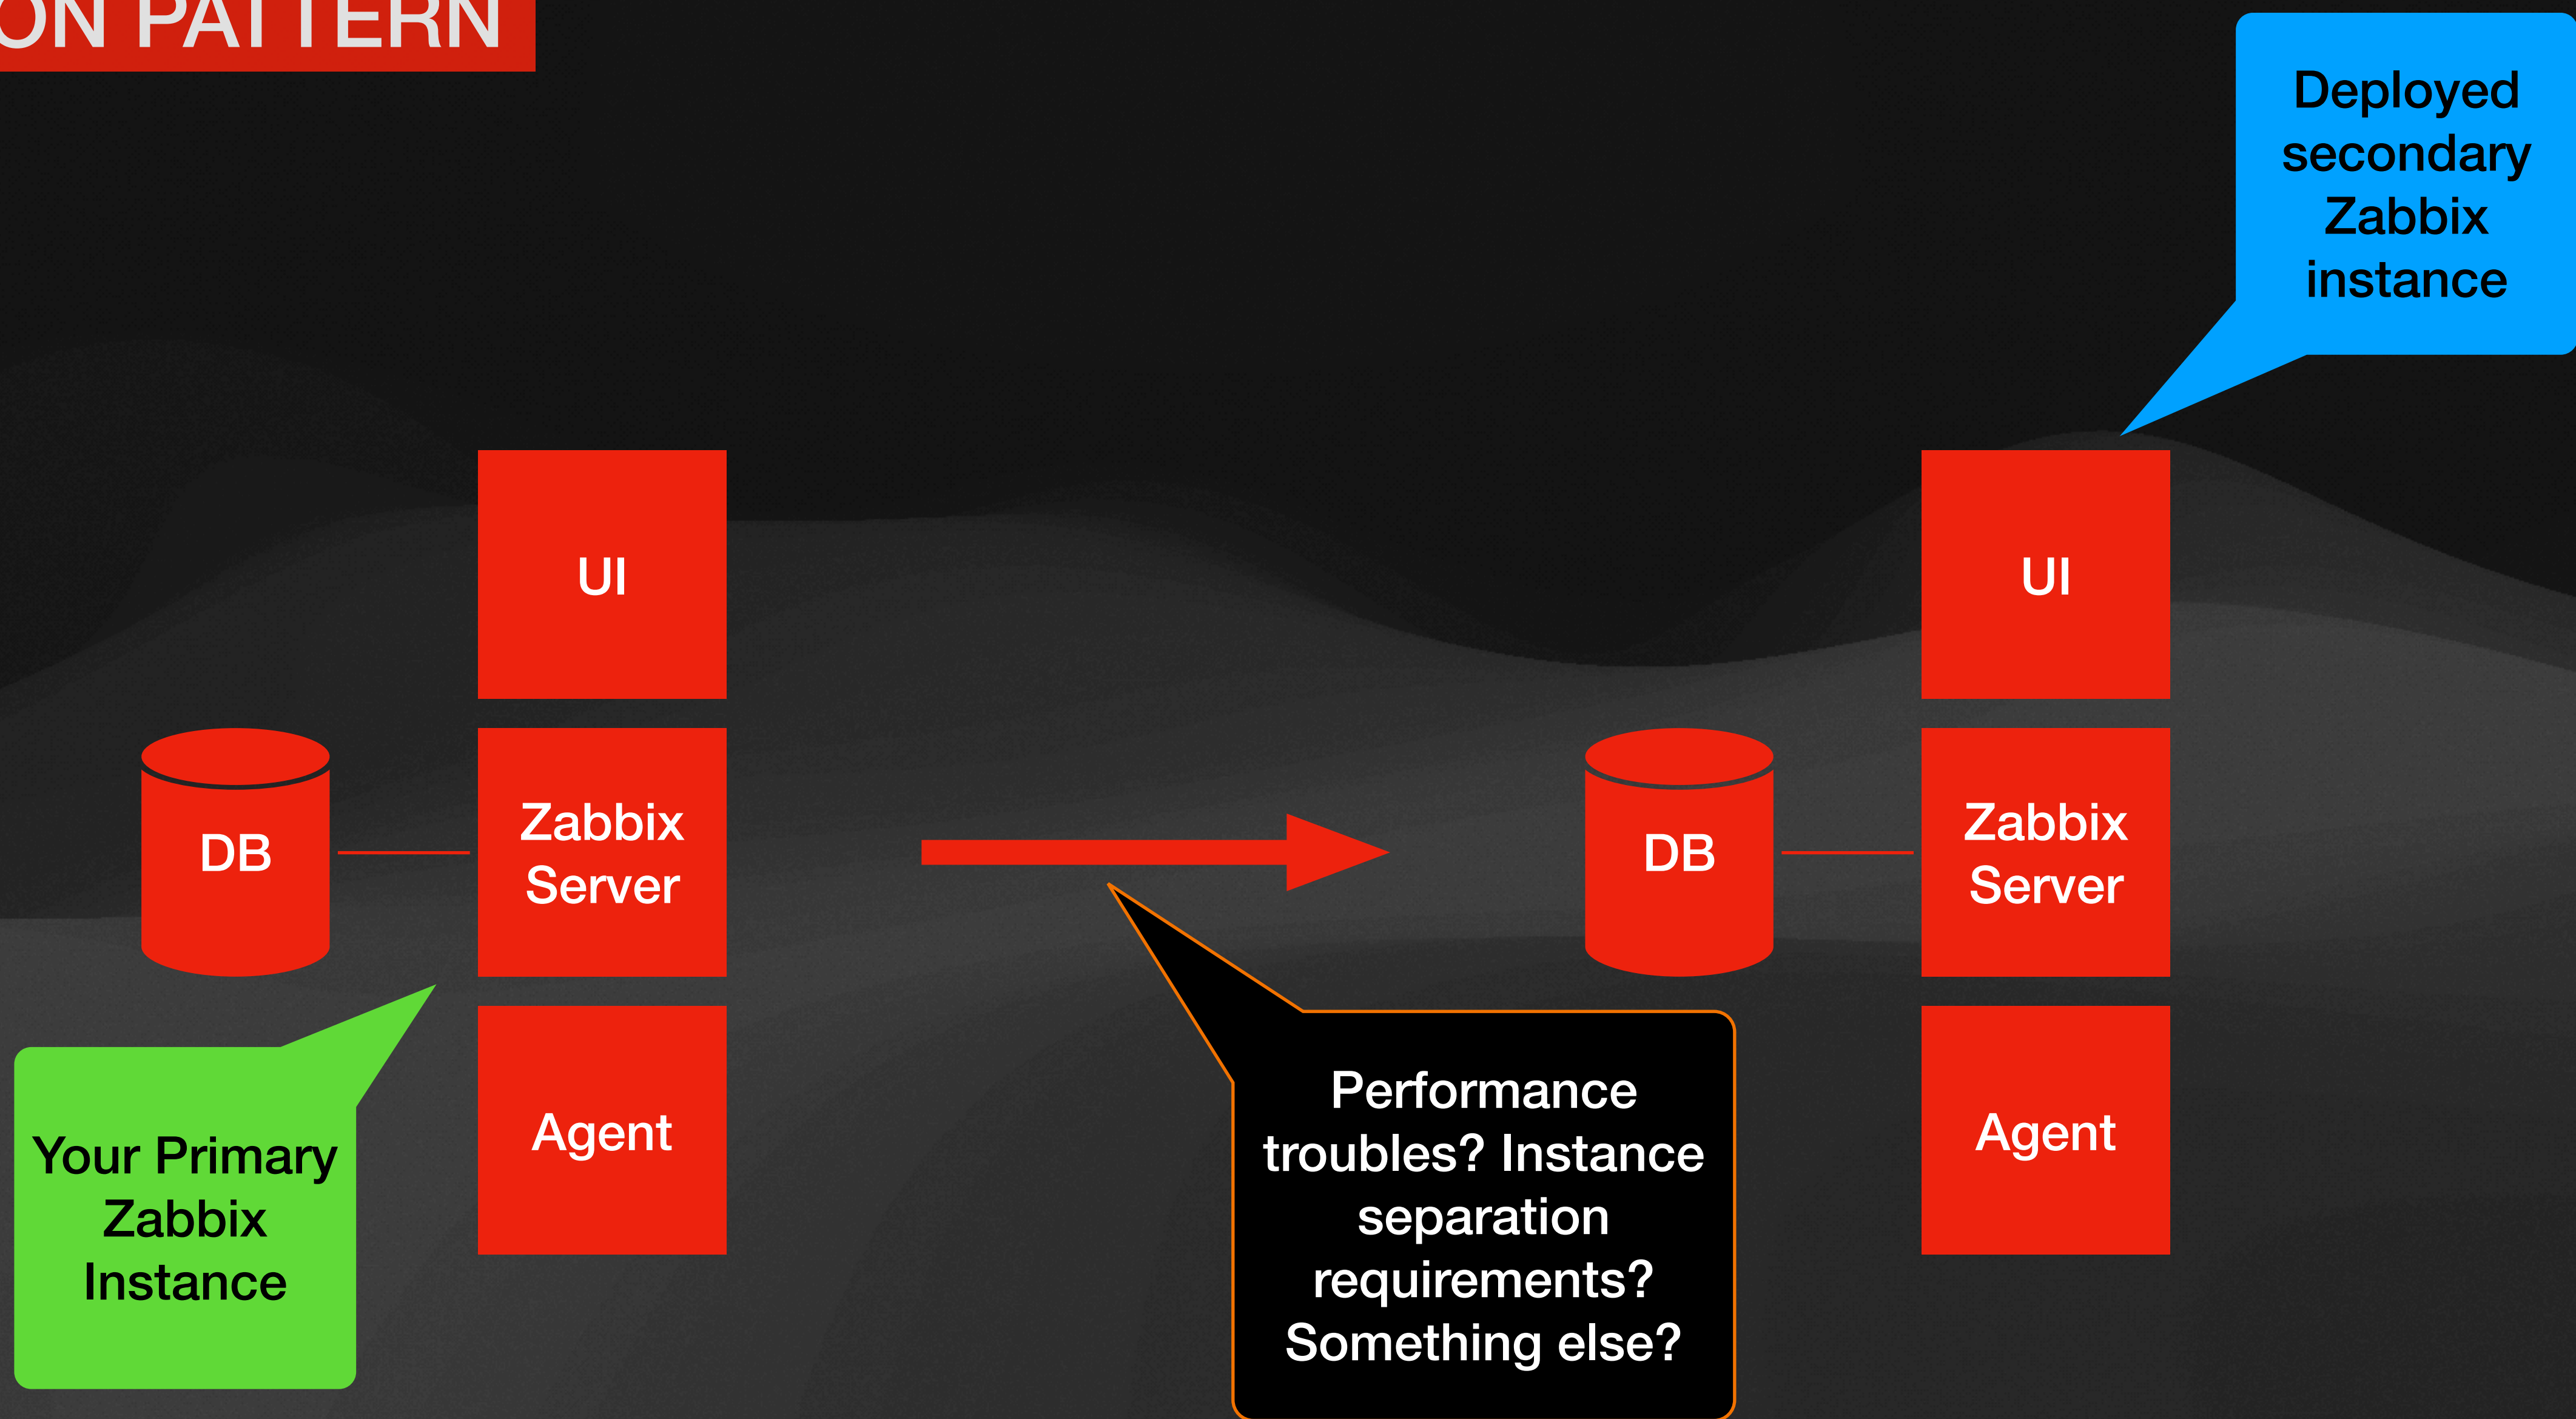 ON PATTERN
Deployed
secondary
Zabbix
instance
UI
UI
DB
Zabbix
Server
DB
Zabbix
Server
Your Primary
Zabbix
Instance
Agent
Performance
troubles? Instance
separation
requirements?
Something else?
Agent